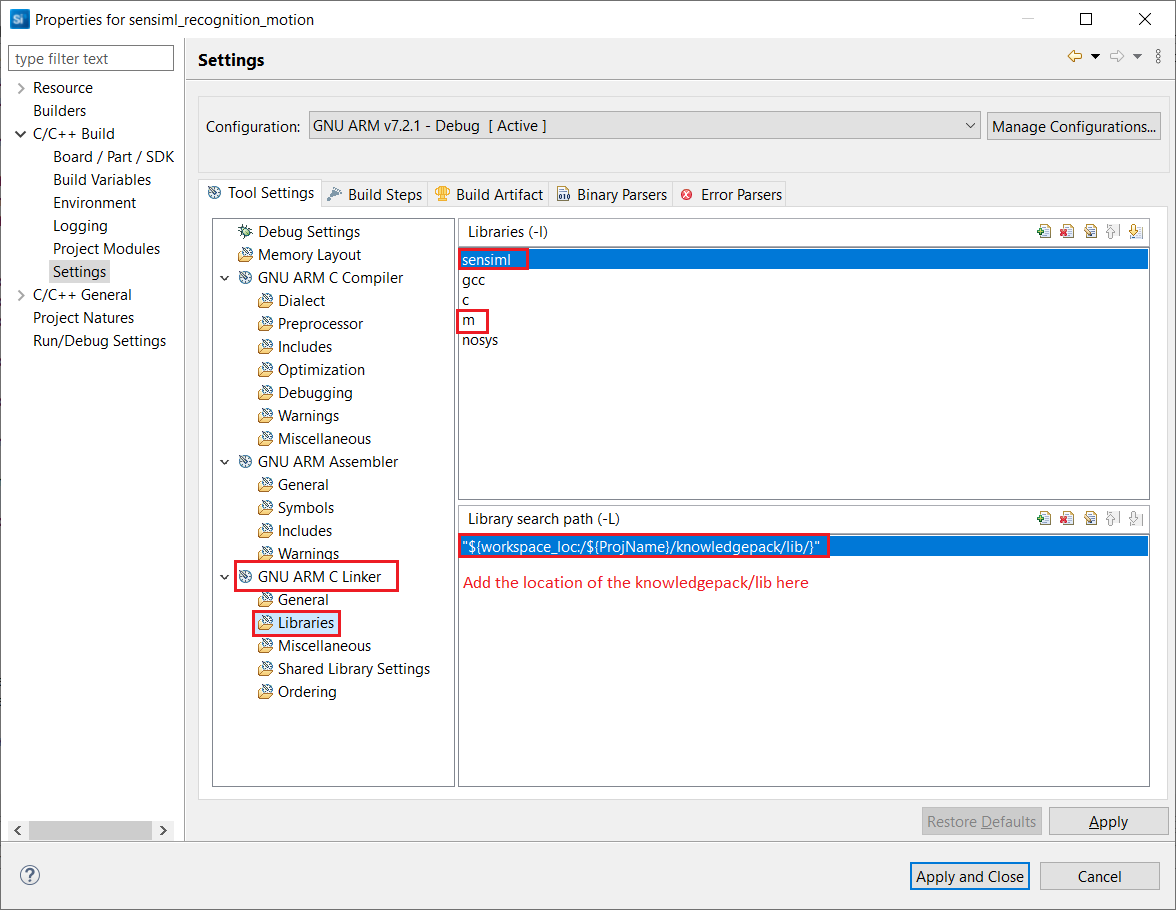 Si
Properties for sensiml_recognition_motion
type filter text
Resource
Builders
C/C++ Build
Board / Part / SDK
Build Variables
Environment
Logging
Project Modules
Settings
C/C++ General
Project Natures
Run/Debug Settings
Settings
Configuration:
GNU ARM v7.2.1 - Debug [ Active ]
Manage Configurations...
Tool Settings
Build Steps
Build Artifact
Binary Parsers
Error Parsers
Debug Settings
Memory Layout
GNU ARM C Compiler
Dialect
Preprocessor
Includes
Optimization
Debugging
Warnings
Miscellaneous
GNU ARM Assembler
General
Symbols
Includes
Warnings
GNU ARM C Linker
General
Libraries
Miscellaneous
Shared Library Settings
Ordering
Libraries (-l)
sensiml
gcc
c
m
nosys
Library search path (-L)
"${workspace_loc:/${ProjName}/knowledgepack/lib/}"
Add the location of the knowledgepack/lib here
Restore Defaults
Apply
?
Apply and Close
Cancel